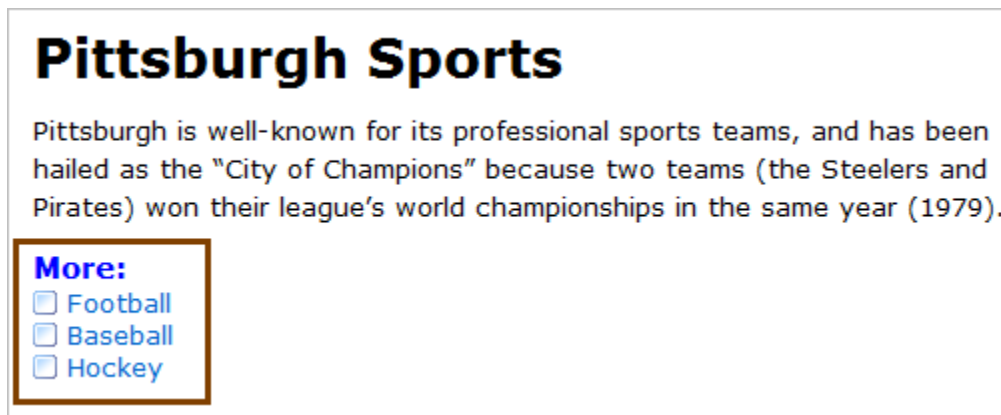 Pittsburgh Sports
Pittsburgh is well-known for its professional sports teams, and has been
hailed as the “City of Champions” because two teams (the Steelers and
Pirates) won their league’s world championships in the same year (1979).
More:
Football
Baseball
Hockey